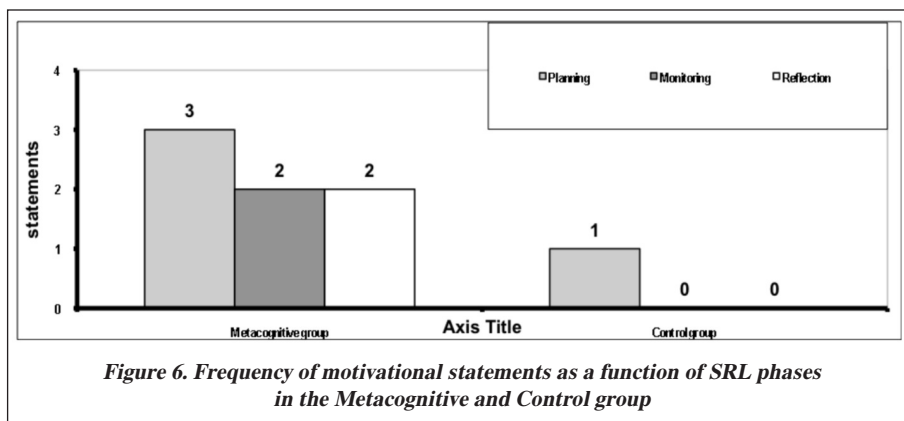 Planning Monitoring Reflection
4
3
2
1
0
statements
3
2
2
1
0
0
Metacognitive group
Control group
Axis Title
Figure 6. Frequency of motivational statements as a function of SRL phases
in the Metacognitive and Control group